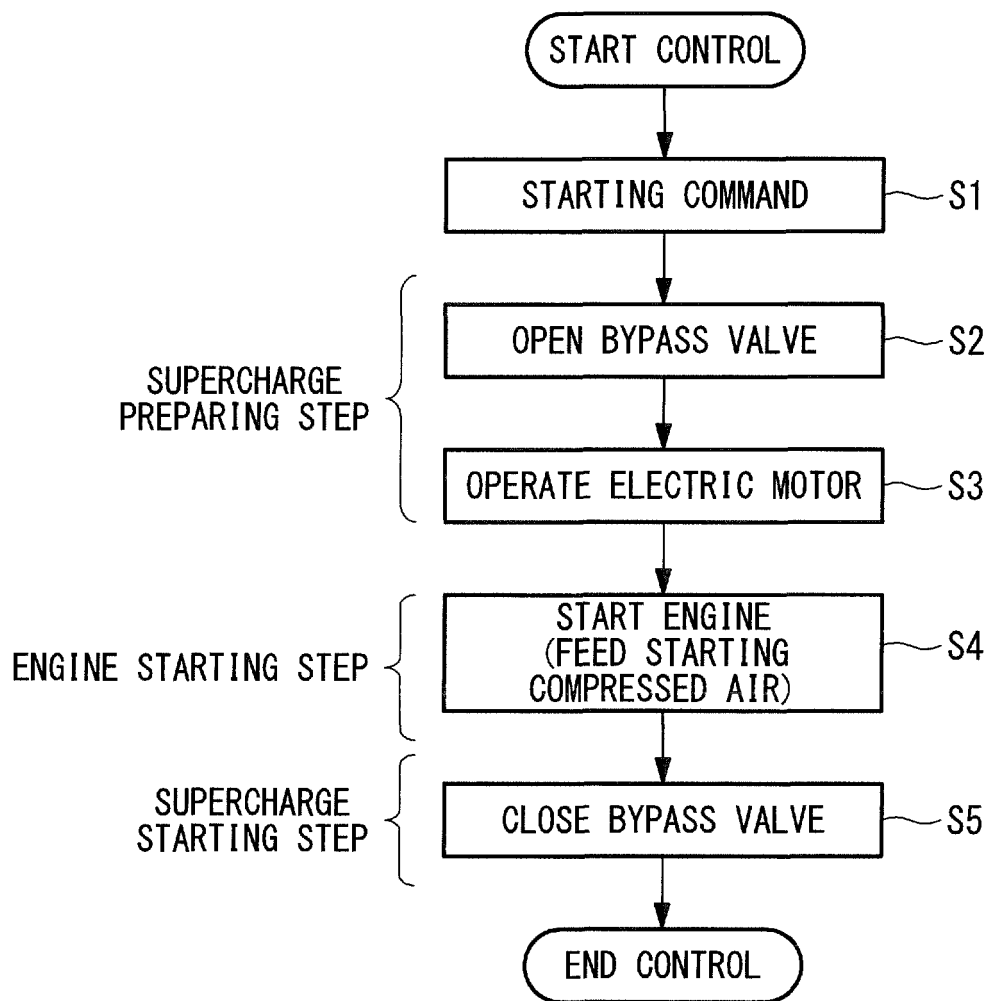 START CONTROL
STARTING COMMAND
S1
OPEN BYPASS VALVE
S2
SUPERCHARGE
PREPARING STEP
OPERATE ELECTRIC MOTOR
S3
START ENGINE
(FEED STARTING
COMPRESSED AIR)
S4
ENGINE STARTING STEP
SUPERCHARGE
STARTING STEP
CLOSE BYPASS VALVE
S5
END CONTROL